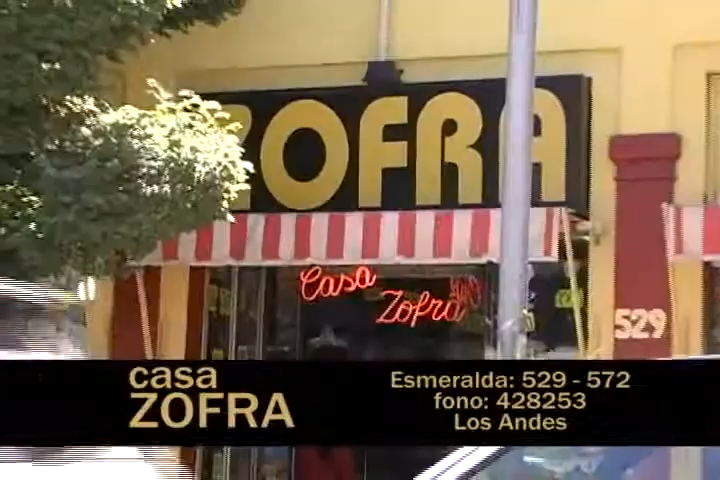 ZOFRA
Casa
Zofra
529
casa
ZOFRA
Esmeralda: 529 - 572
fono: 428253
Los Andes